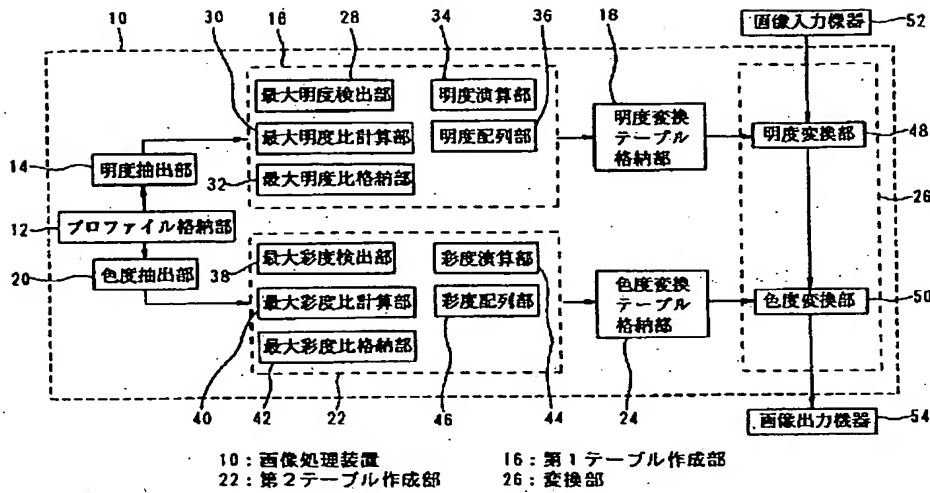 10
30
16
28
34
36
18
画像入力機器
52
最大明度検出部
明度演算部
最大明度比計算部
明度配列部
明度変換
テーブル
格納部
明度変換部
48
14
明度抽出部
32
最大明度比格納部
26
12
プロファイル格納部
20
色度抽出部
38
最大彩度検出部
彩度演算部
最大彩度比計算部
彩度配列部
色度変換
テーブル
格納部
色度変換部
50
最大彩度比格納部
40
42
22
46
44
24
画像出力機器
54
10：画像処理装置
16：第1テーブル作成部
22：第2テーブル作成部
26：変換部